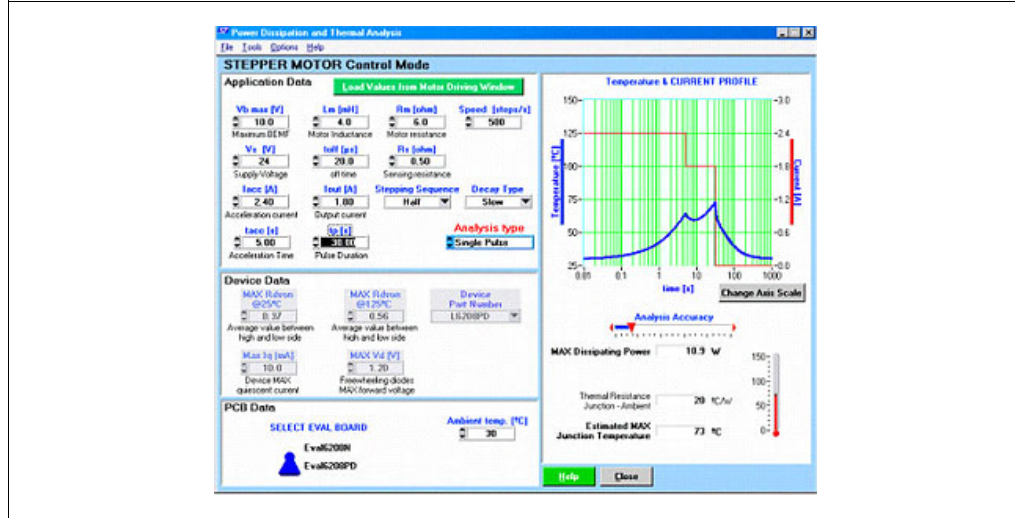 Power Dissipation and Thermal Analysis
File Tools Options Help
STEPPER MOTOR Control Mode
Application Data
Load Values from Motor Driving Window
Vb max [V] Lm [mH] Rm [ohm] Speed [steps/s]
10.0 4.0 6.0 500
Maximum BEMF Motor Inductance Motor resistance
Vs [V] toff [µs] Rs [ohm]
24 20.0 0.50
Supply Voltage off time Sensing resistance
Iacc [A] Iout [A] Stepping Sequence Decay Type
2.40 1.80 Half Slow
Acceleration current Output current
tacc [s] tp [s] Analysis type
5.00 30.00 Single Pulse
Acceleration Time Pulse Duration
Device Data
MAX Rdson @25ºC MAX Rdson @125ºC Device Part Number
0.37 0.56 L6208PD
Average value between high and low side Average value between high and low side
Max Iq [mA] MAX Vd [V]
10.0 1.20
Device MAX quiescent current Freewheeling diodes MAX forward voltage
PCB Data
SELECT EVAL BOARD
Ambient temp. [ºC]
30
Eval6208N
Eval6208PD
Temperature & CURRENT PROFILE
Temperature [ºC]
150
125
100
75
50
25
Current [A]
3.0
2.4
1.8
1.2
0.6
0.0
0.1 1 10 100 1000
time [s]
Change Axis Scale
Analysis Accuracy
MAX Dissipating Power 10.9 W
Thermal Resistance Junction - Ambient 20 ºC/w
Estimated MAX Junction Temperature 73 ºC
150
100
50
0
Help Close